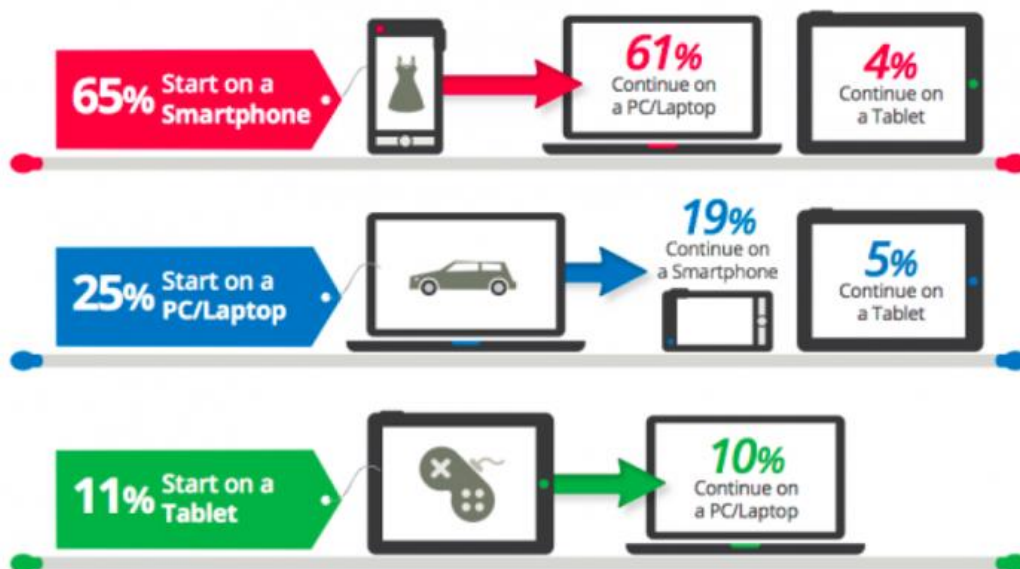 65% Start on a
Smartphone
61%
Continue on
a PC/Laptop
4%
Continue on
a Tablet
25% Start on a
PC/Laptop
19%
Continue on
a Smartphone
5%
Continue on
a Tablet
11% Start on a
Tablet
10%
Continue on
a PC/Laptop